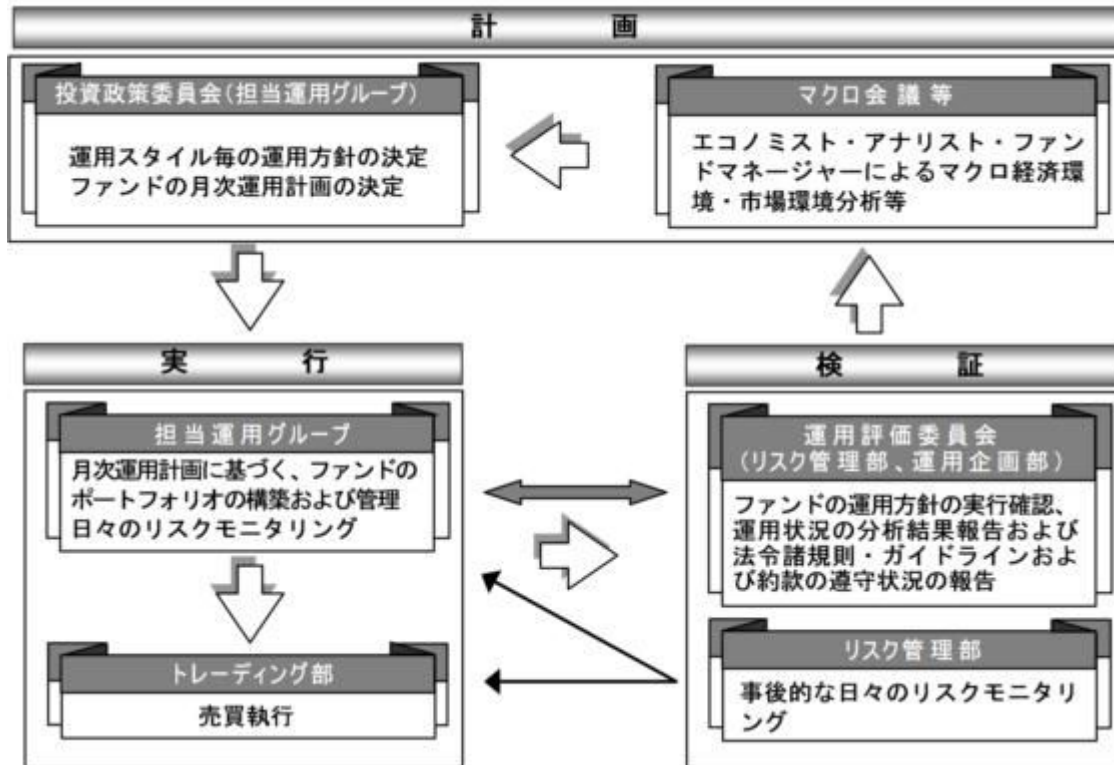 計　画
投資政策委員会(担当運用グループ)
運用スタイル毎の運用方針の決定
ファンドの月次運用計画の決定
マクロ会議等
エコノミスト・アナリスト・ファン
ドマネージャーによるマクロ経済環
境・市場環境分析等
実　行
担当運用グループ
月次運用計画に基づく、ファンドの
ポートフォリオの構築および管理
日々のリスクモニタリング
トレーディング部
売買執行
検　証
運用評価委員会
(リスク管理部、運用企画部)
ファンドの運用方針の実行確認、
運用状況の分析結果報告および
法令諸規則・ガイドラインおよ
び約款の遵守状況の報告
リスク管理部
事後的な日々のリスクモニタリ
ング